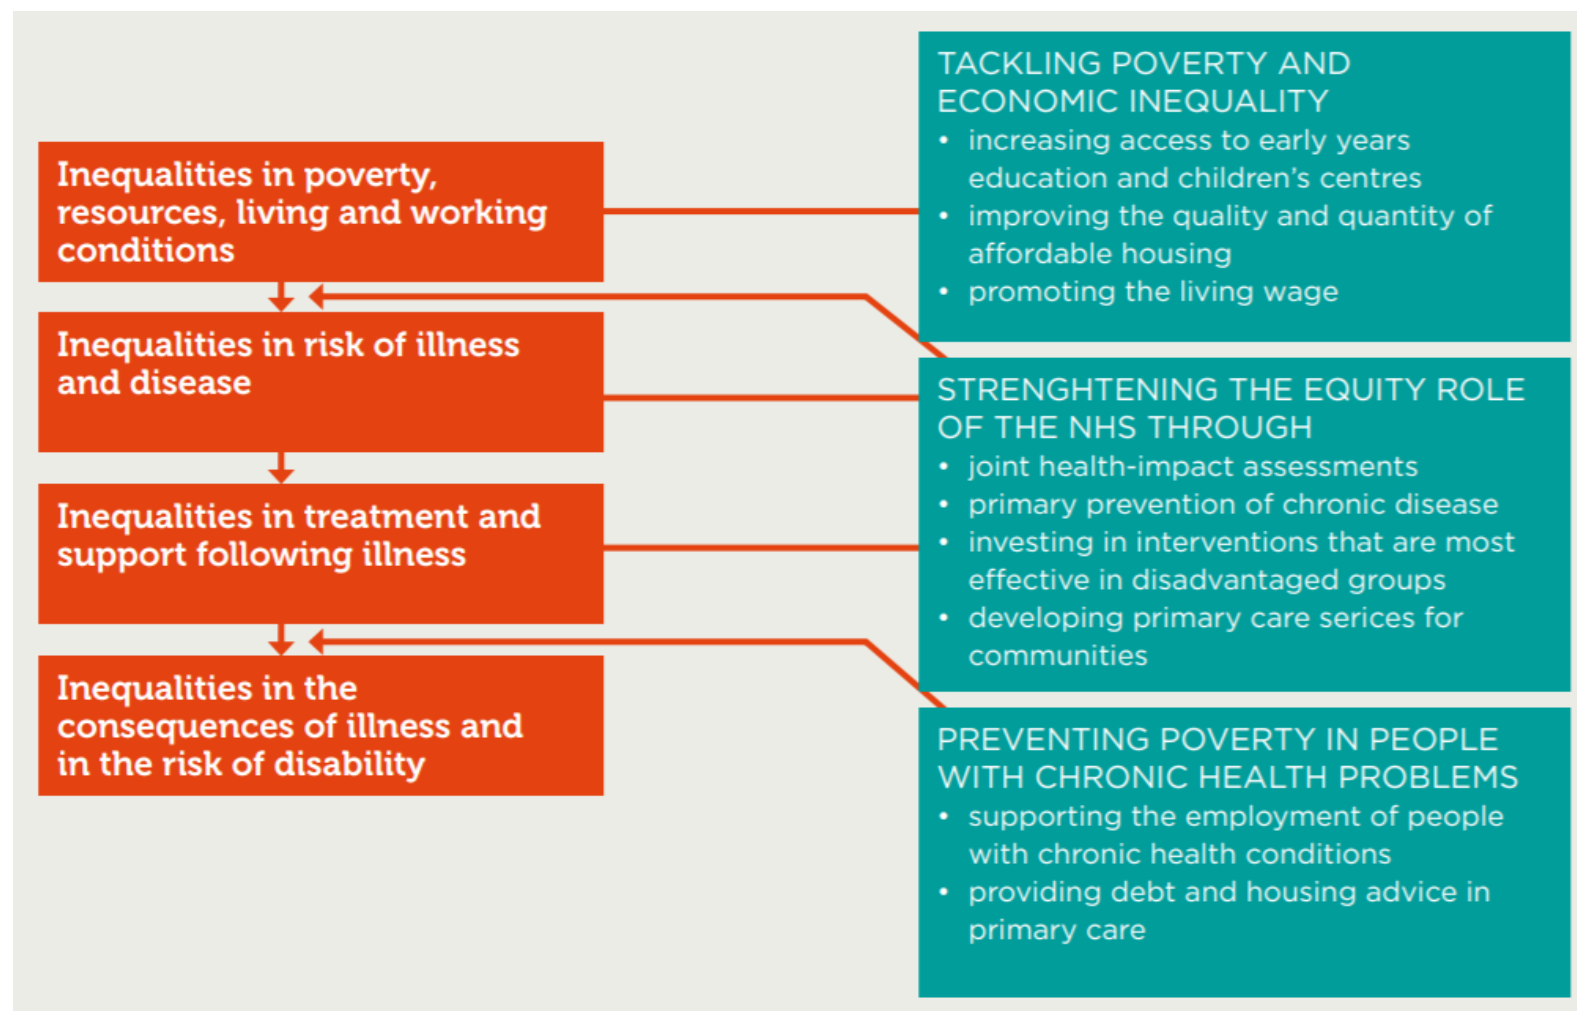 Inequalities in poverty,
resources, living and working
conditions
Inequalities in risk of illness
and disease
Inequalities in treatment and
support following illness
Inequalities in the
consequences of illness and
in the risk of disability
TACKLING POVERTY AND
ECONOMIC INEQUALITY
• increasing access to early years
education and children’s centres
• improving the quality and quantity of
affordable housing
• promoting the living wage
STRENGHTENING THE EQUITY ROLE
OF THE NHS THROUGH
• joint health-impact assessments
• primary prevention of chronic disease
• investing in interventions that are most
effective in disadvantaged groups
• developing primary care serices for
communities
PREVENTING POVERTY IN PEOPLE
WITH CHRONIC HEALTH PROBLEMS
• supporting the employment of people
with chronic health conditions
• providing debt and housing advice in
primary care